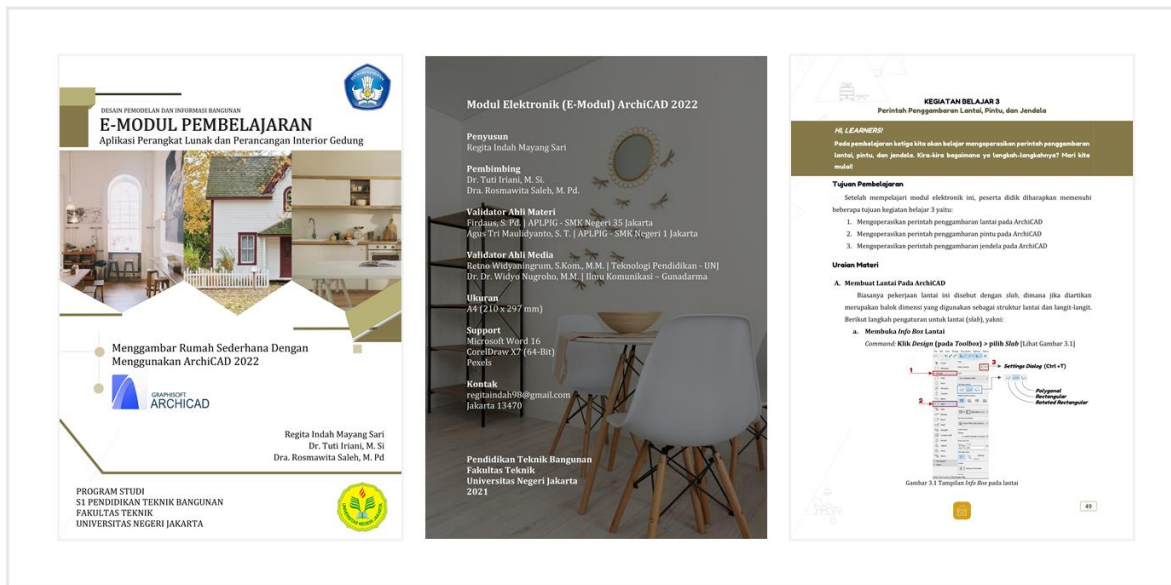 DESAIN PEMODELAN DAN INFORMASI BANGUNAN
E-MODUL PEMBELAJARAN
Aplikasi Perangkat Lunak dan Perancangan Interior Gedung
Menggambar Rumah Sederhana Dengan
Menggunakan ArchiCAD 2022
GRAPHISOFT
ARCHICAD
Regita Indah Mayang Sari
Dr. Tuti Iriani, M. Si
Dra. Rosmawita Saleh, M. Pd
PROGRAM STUDI
S1 PENDIDIKAN TEKNIK BANGUNAN
FAKULTAS TEKNIK
UNIVERSITAS NEGERI JAKARTA
Modul Elektronik (E-Modul) ArchiCAD 2022
Penyusun
Regita Indah Mayang Sari
Pembimbing
Dr. Tuti Iriani, M. Si.
Dra. Rosmawita Saleh, M. Pd.
Validator Ahli Materi
Firdaus, S. Pd. | APLPIG - SMK Negeri 35 Jakarta
Agus Tri Maulidyanto, S. T. | APLPIG - SMK Negeri 1 Jakarta
Validator Ahli Media
Retno Widyaningrum, S.Kom., M.M. | Teknologi Pendidikan - UNJ
Dr. Dr. Widyo Nugroho, M.M. | Ilmu Komunikasi – Gunadarma
Ukuran
A4 (210 x 297 mm)
Support
Microsoft Word 16
CorelDraw X7 (64-Bit)
Pexels
Kontak
regitaindah98@gmail.com
Jakarta 13470
Pendidikan Teknik Bangunan
Fakultas Teknik
Universitas Negeri Jakarta
2021
KEGIATAN BELAJAR 3
Perintah Penggambaran Lantai, Pintu, dan Jendela
HI, LEARNERS!
Pada pembelajaran ketiga kita akan belajar mengoperasikan perintah penggambaran
lantai, pintu, dan jendela. Kira-kira bagaimana ya langkah-langkahnya? Mari kita
mulai!
Tujuan Pembelajaran
Setelah mempelajari modul elektronik ini, peserta didik diharapkan memenuhi
beberapa tujuan kegiatan belajar 3 yaitu:
1. Mengoperasikan perintah penggambaran lantai pada ArchiCAD
2. Mengoperasikan perintah penggambaran pintu pada ArchiCAD
3. Mengoperasikan perintah penggambaran jendela pada ArchiCAD
Uraian Materi
A. Membuat Lantai Pada ArchiCAD
Biasanya pekerjaan lantai ini disebut dengan slab, dimana jika diartikan
merupakan balok dimensi yang digunakan sebagai struktur lantai dan langit-langit.
Berikut langkah pengaturan untuk lantai (slab), yakni:
a. Membuka Info Box Lantai
Command: Klik Design (pada Toolbox) > pilih Slab [Lihat Gambar 3.1]
1
2
3
Settings Dialog (Ctrl +T)
Polygonal
Rectangular
Rotated Rectangular
Gambar 3.1 Tampilan Info Box pada lantai
49